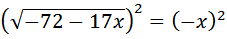 (√−72 − 17x)² = (−x)²